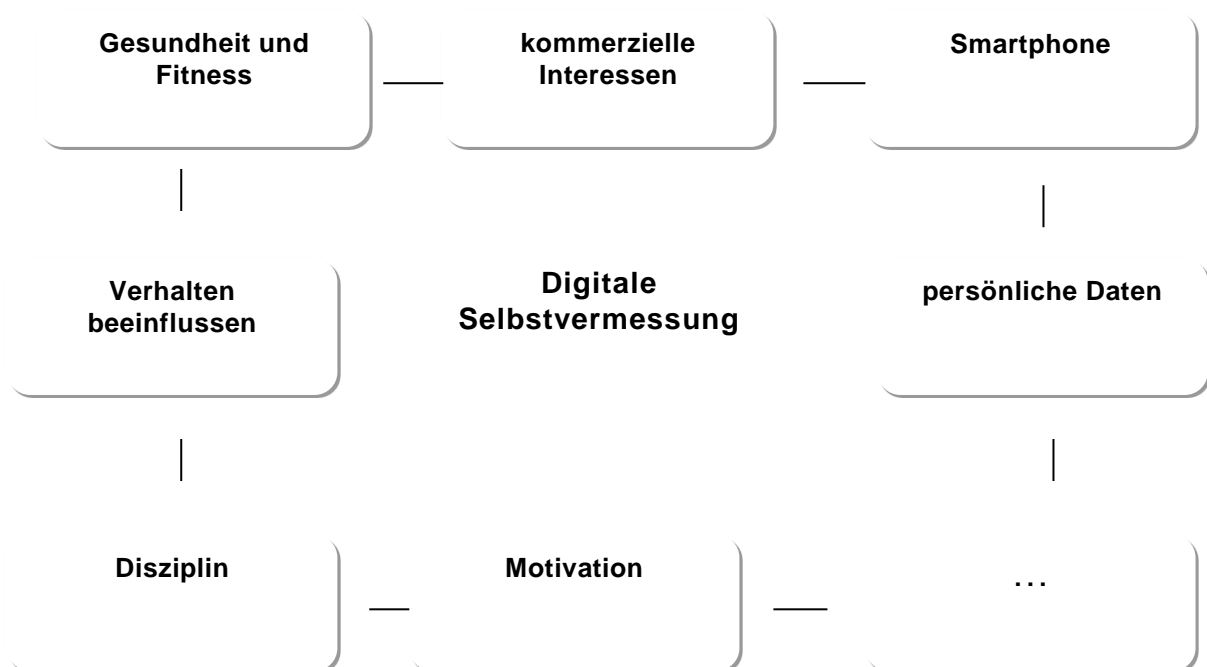 Gesundheit und
Fitness
kommerzielle
Interessen
Smartphone
Verhalten
beeinflussen
Digitale
Selbstvermessung
persönliche Daten
Disziplin
Motivation
...